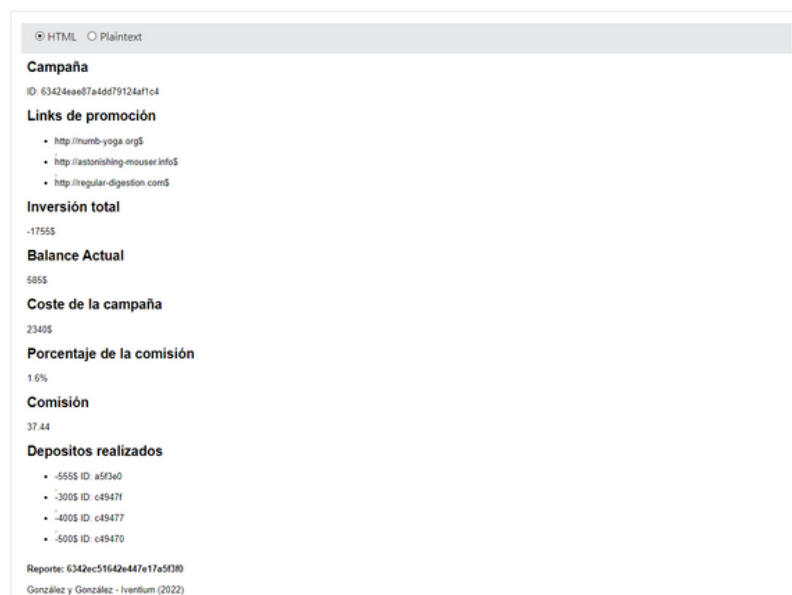 HTML Plaintext
Campaña
ID: 63424eae87a4dd79124af1c4
Links de promoción
http://numb-yoga.org$
http://astonishing-mouser.info$
http://regular-digestion.com$
Inversión total
-1755$
Balance Actual
585$
Coste de la campaña
2340$
Porcentaje de la comisión
1.6%
Comisión
37.44
Depositos realizados
-555$ ID: a5f3e0
-300$ ID: c4947f
-400$ ID: c49477
-500$ ID: c49470
Reporte: 6342ec51642e447e17a5f3f0
González y González - Iventium (2022)